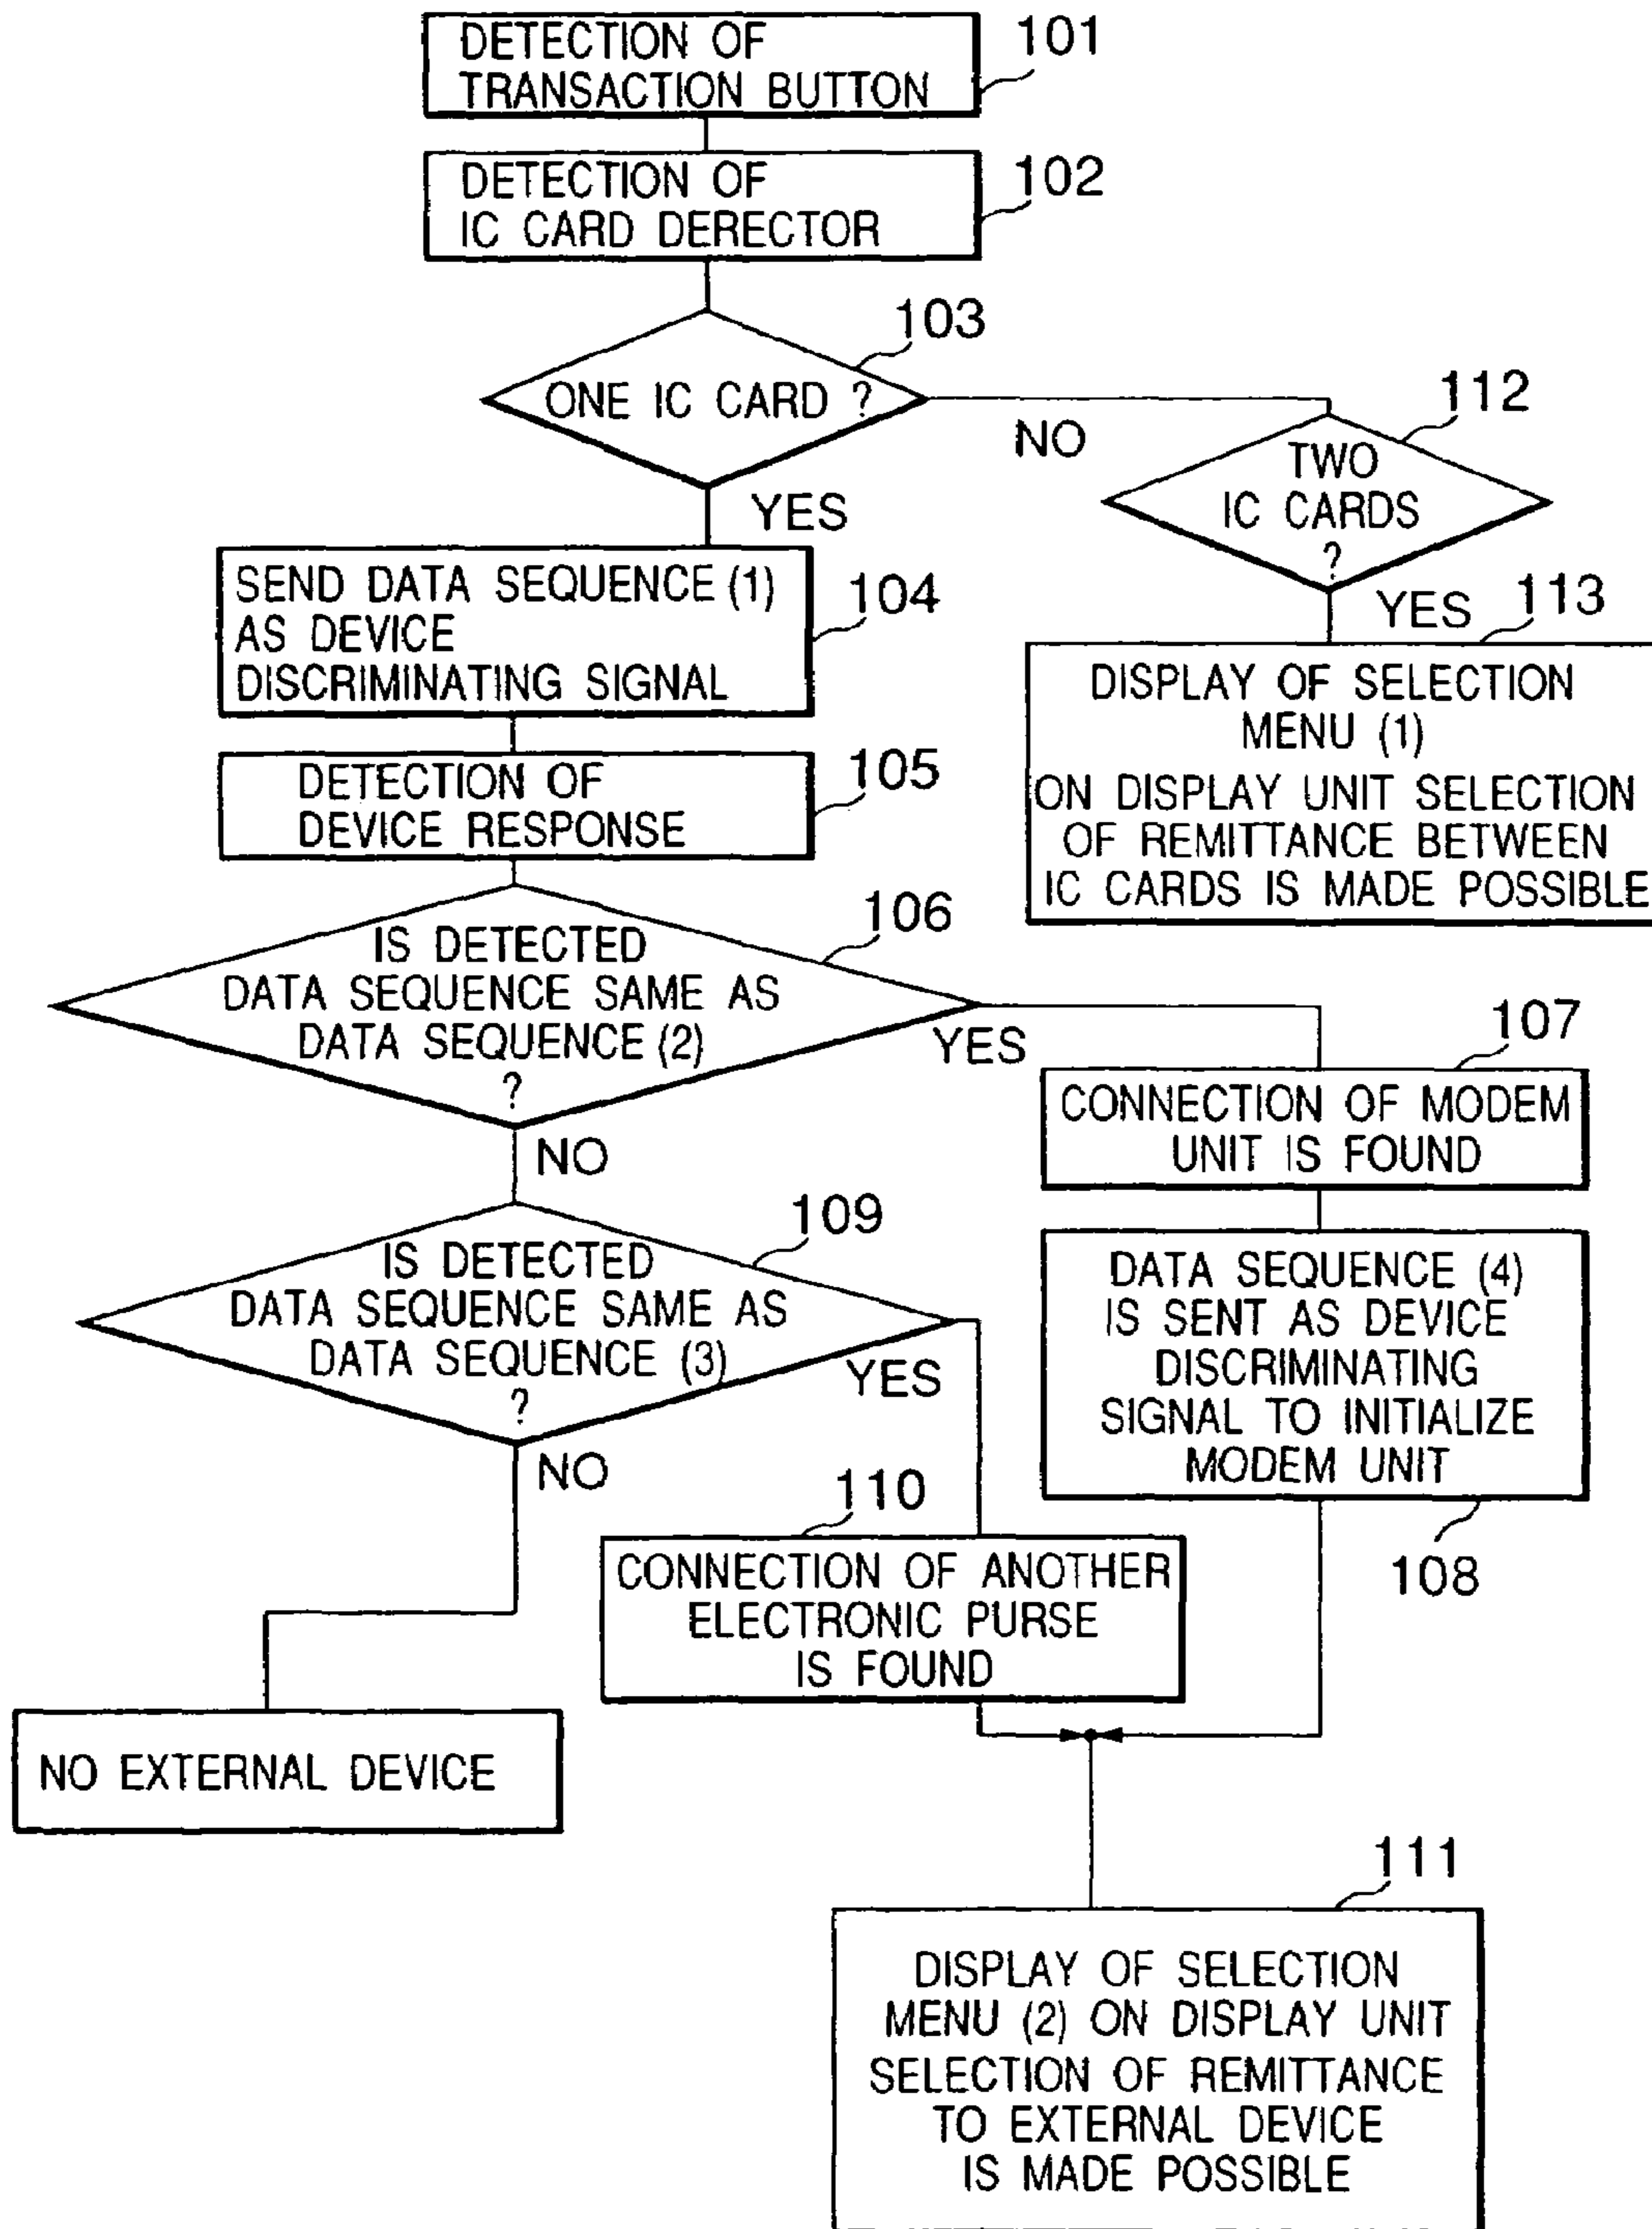 DETECTION OF
TRANSACTION BUTTON
101
DETECTION OF
IC CARD DERECTOR
102
103
ONE IC CARD ?
NO
YES
112
TWO
IC CARDS
?
YES
113
SEND DATA SEQUENCE (1)
AS DEVICE
DISCRIMINATING SIGNAL
104
DISPLAY OF SELECTION
MENU (1)
ON DISPLAY UNIT SELECTION
OF REMITTANCE BETWEEN
IC CARDS IS MADE POSSIBLE
DETECTION OF
DEVICE RESPONSE
105
106
IS DETECTED
DATA SEQUENCE SAME AS
DATA SEQUENCE (2)
?
YES
NO
107
CONNECTION OF MODEM
UNIT IS FOUND
109
IS DETECTED
DATA SEQUENCE SAME AS
DATA SEQUENCE (3)
?
YES
NO
DATA SEQUENCE (4)
IS SENT AS DEVICE
DISCRIMINATING
SIGNAL TO INITIALIZE
MODEM UNIT
108
110
CONNECTION OF ANOTHER
ELECTRONIC PURSE
IS FOUND
NO EXTERNAL DEVICE
111
DISPLAY OF SELECTION
MENU (2) ON DISPLAY UNIT
SELECTION OF REMITTANCE
TO EXTERNAL DEVICE
IS MADE POSSIBLE